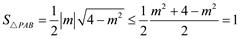 S△PAB = 1/2|m|√(4−m²) ≤ 1/2 (m²+4−m²)/2 = 1